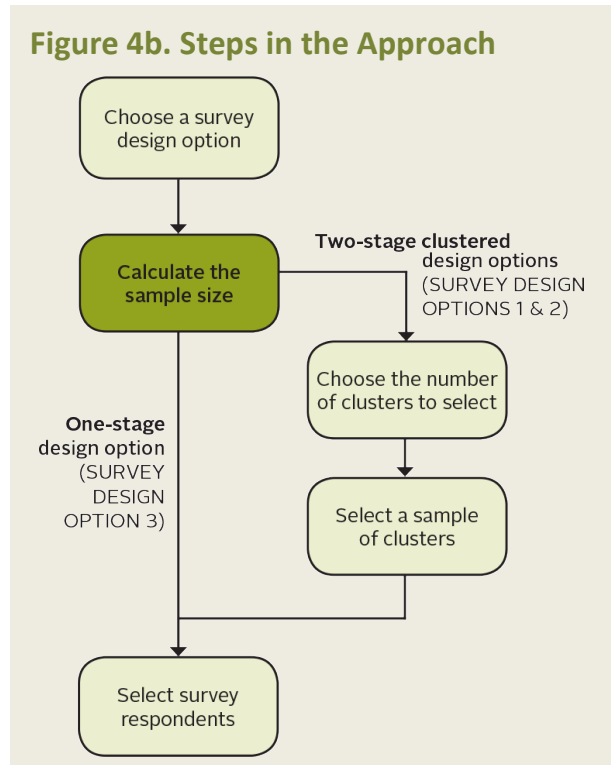 Figure 4b. Steps in the Approach
Choose a survey
design option
Calculate the
sample size
Two-stage clustered
design options
(SURVEY DESIGN
OPTIONS 1 & 2)
Choose the number
of clusters to select
One-stage
design option
(SURVEY
DESIGN
OPTION 3)
Select a sample
of clusters
Select survey
respondents